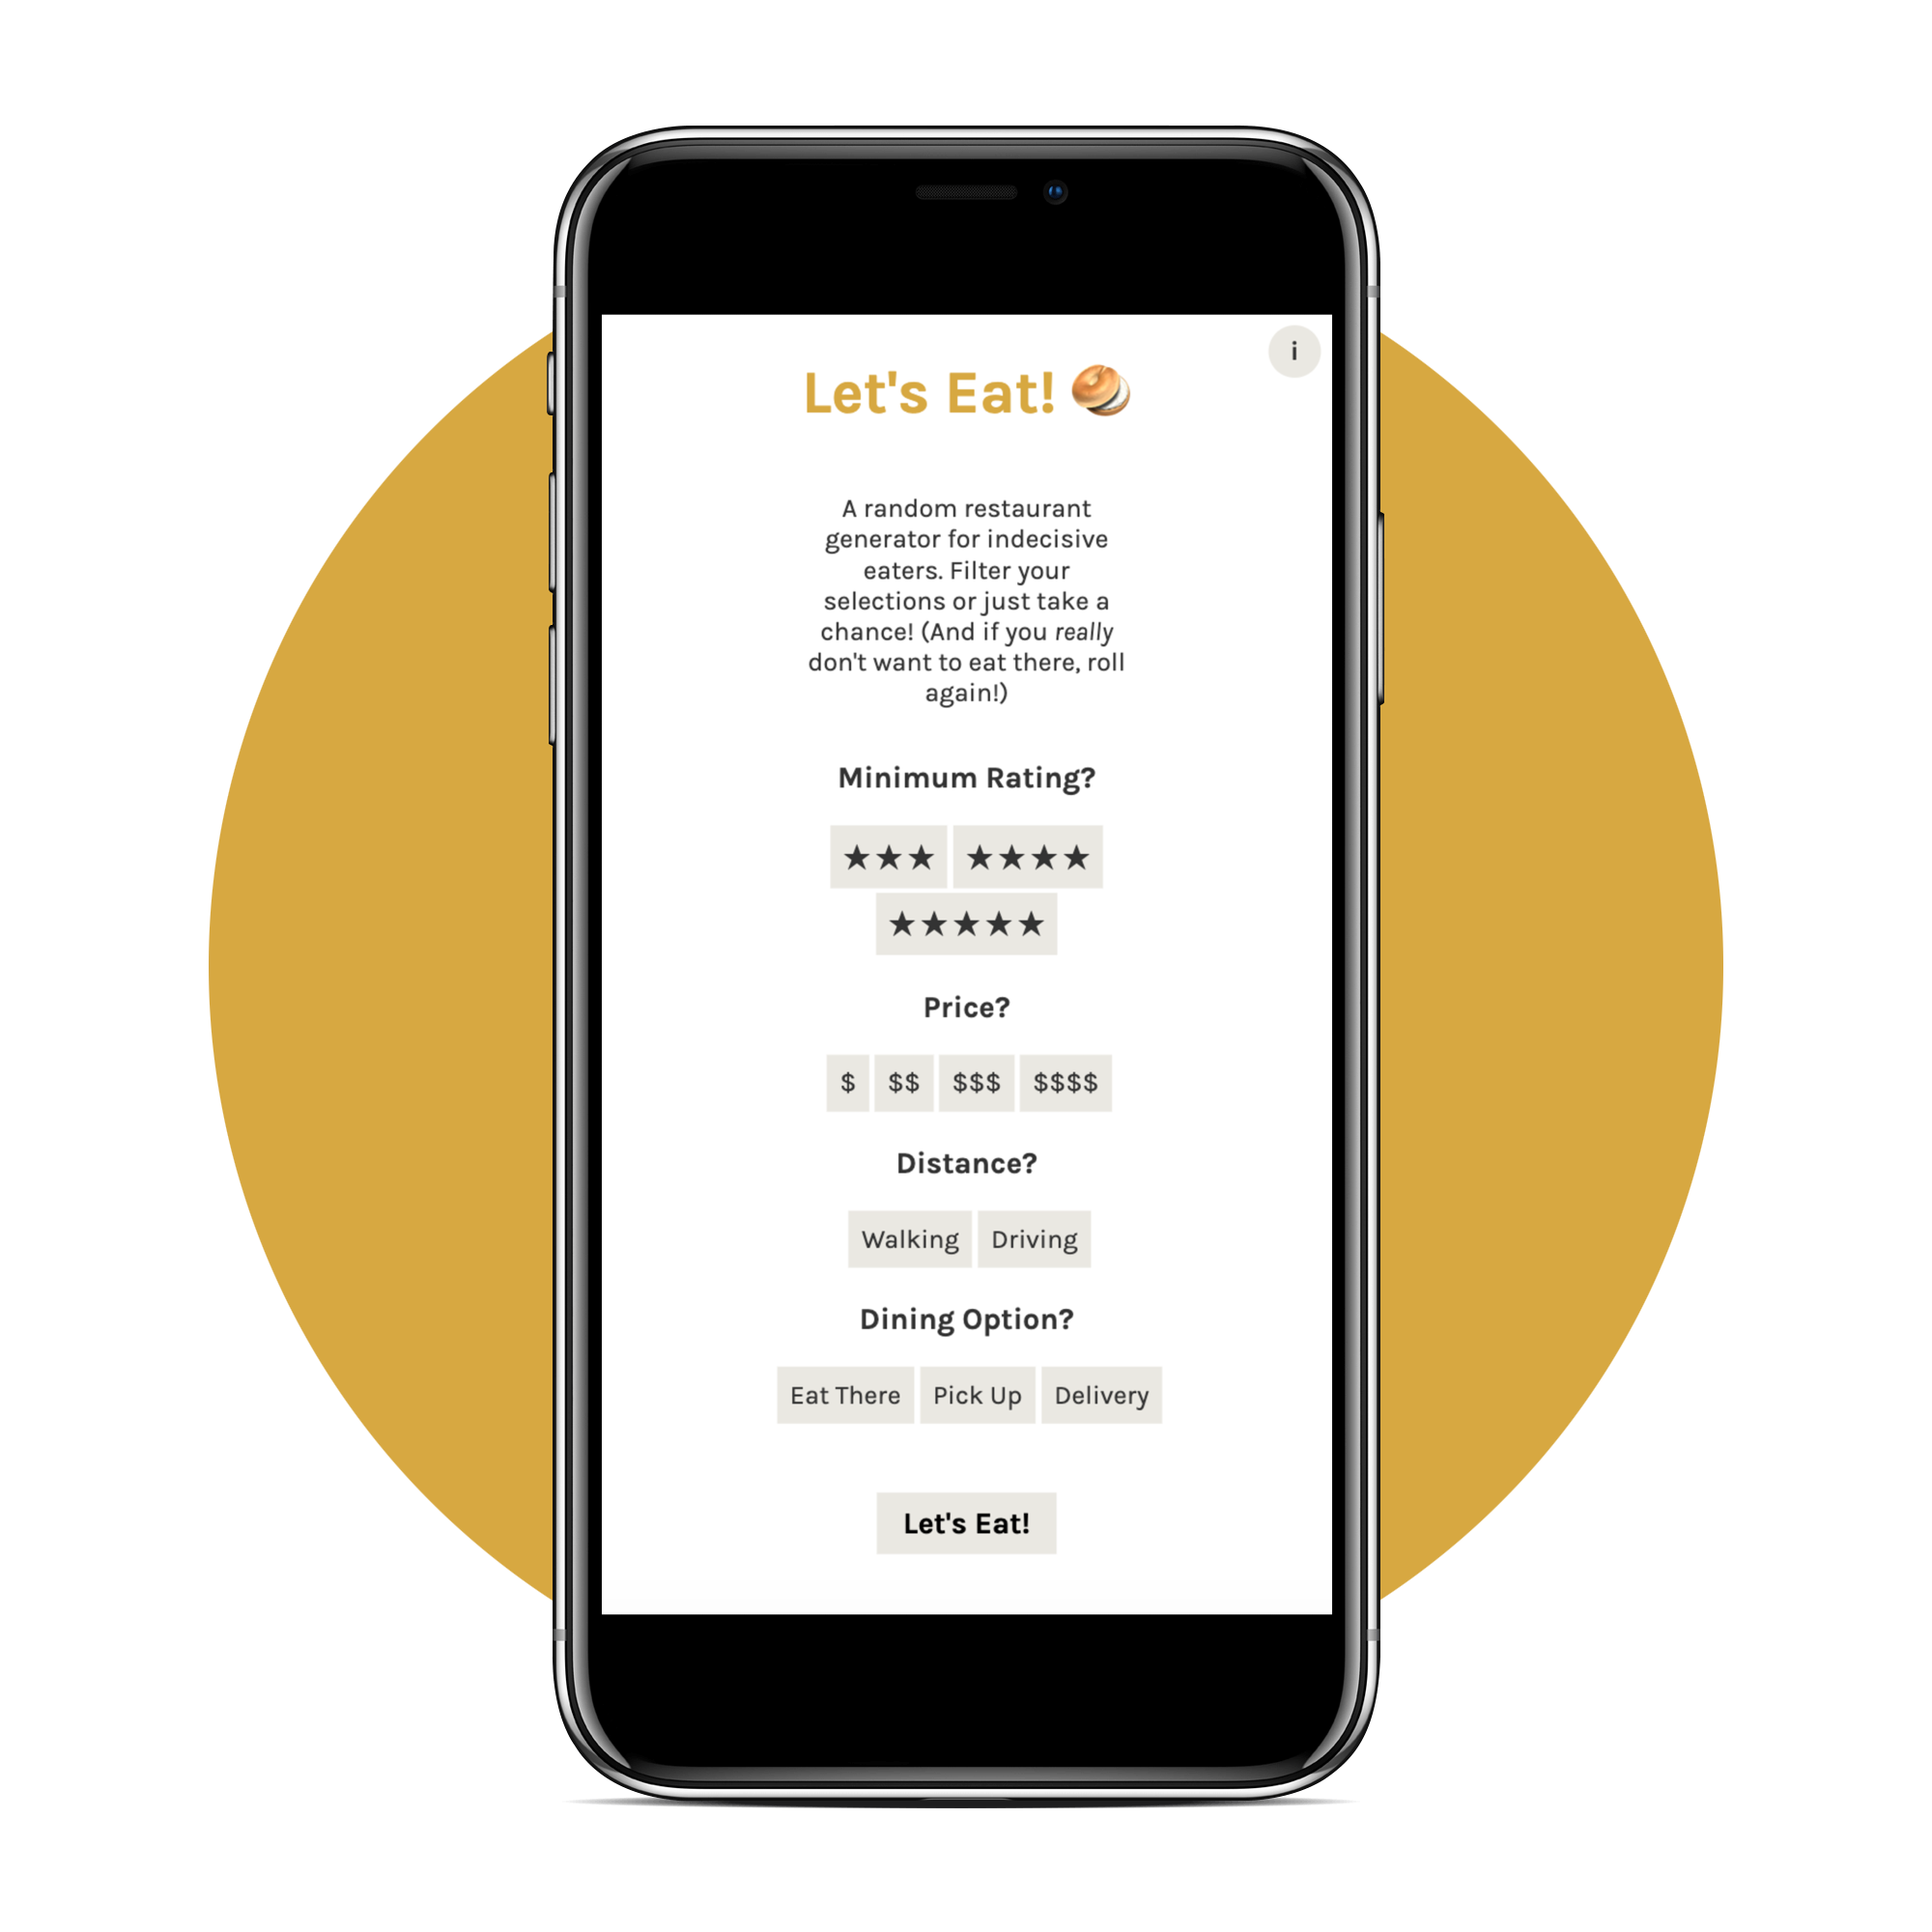 i
Let's Eat! 🥯
A random restaurant
generator for indecisive
eaters. Filter your
selections or just take a
chance! (And if you really
don't want to eat there, roll
again!)
Minimum Rating?
★★★ ★★★★
★★★★★
Price?
$ $$ $$$ $$$$
Distance?
Walking Driving
Dining Option?
Eat There Pick Up Delivery
Let's Eat!